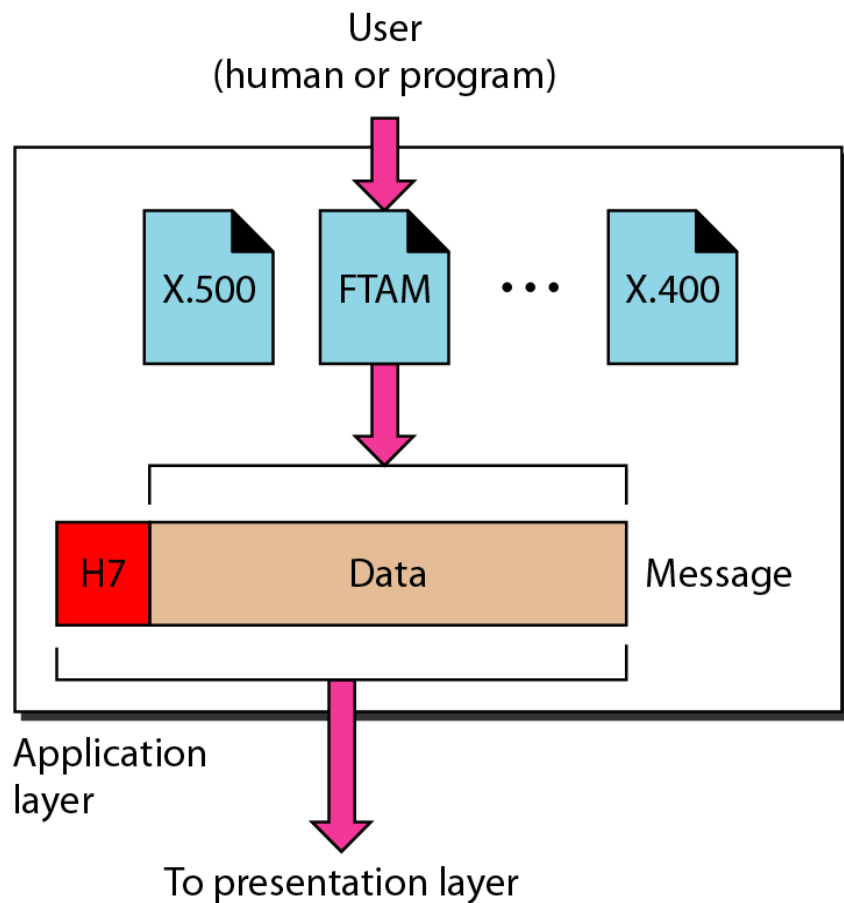 User
(human or program)
X.500 FTAM ... X.400
H7 Data Message
Application
layer
To presentation layer